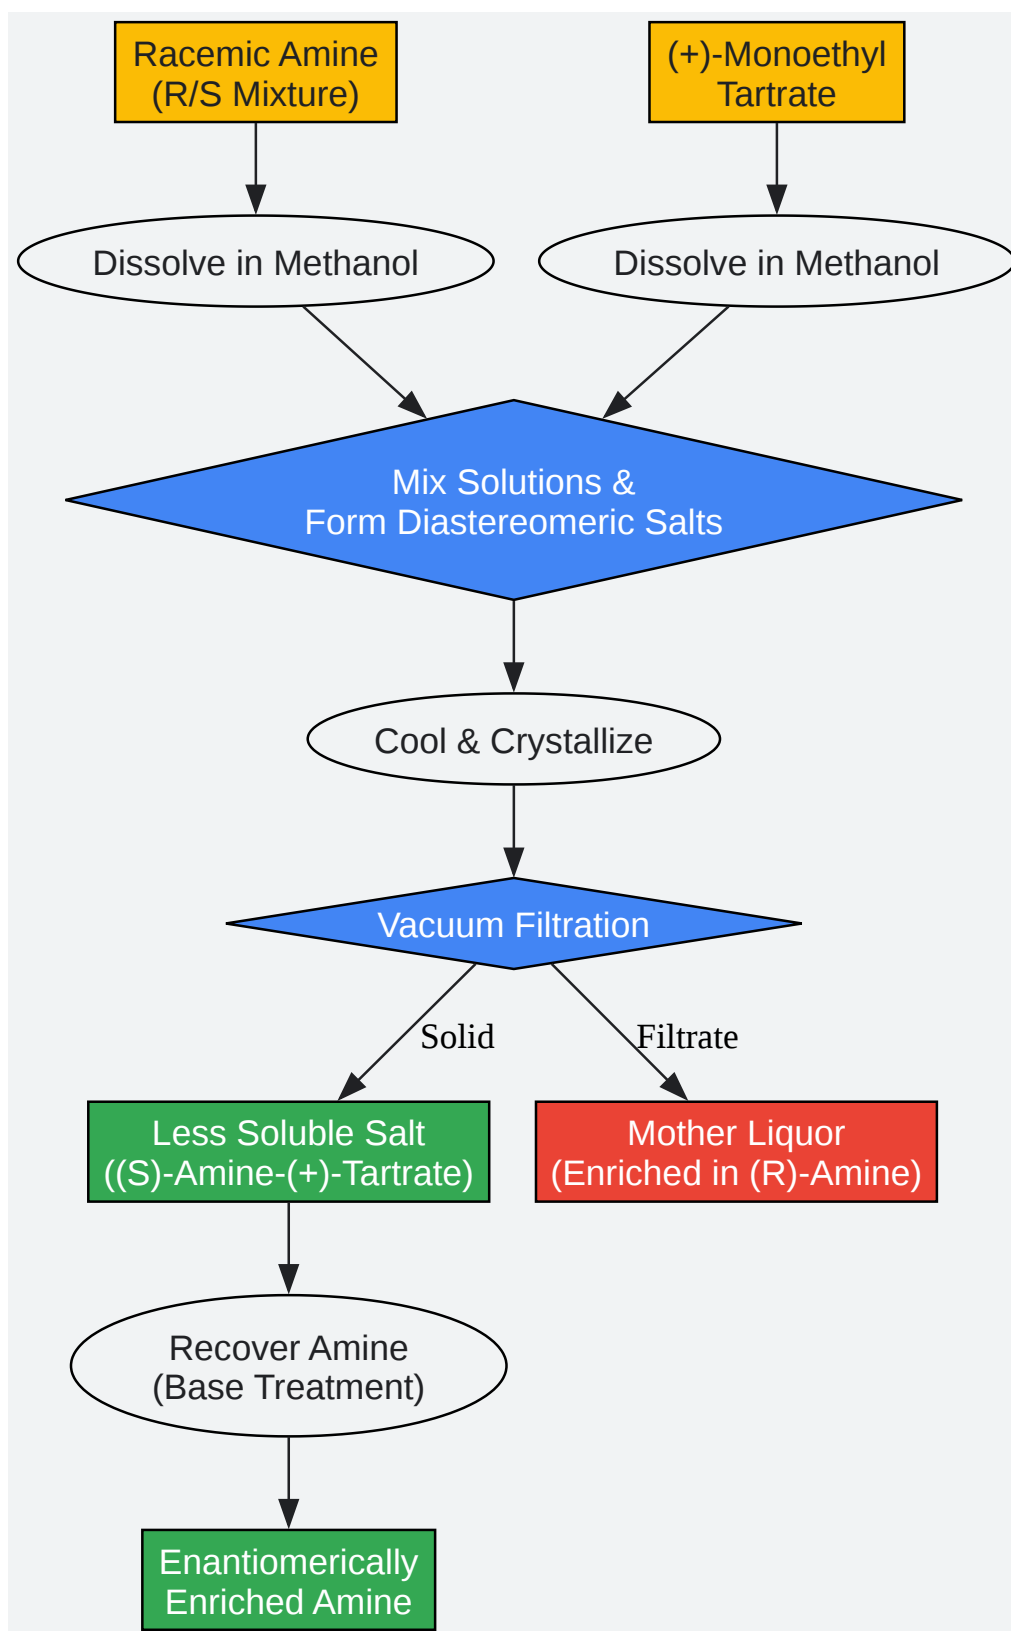 Racemic Amine
(R/S Mixture)
(+)-Monoethyl
Tartrate
Dissolve in Methanol
Dissolve in Methanol
Mix Solutions &
Form Diastereomeric Salts
Cool & Crystallize
Vacuum Filtration
Solid
Filtrate
Less Soluble Salt
((S)-Amine-(+)-Tartrate)
Mother Liquor
(Enriched in (R)-Amine)
Recover Amine
(Base Treatment)
Enantiomerically
Enriched Amine